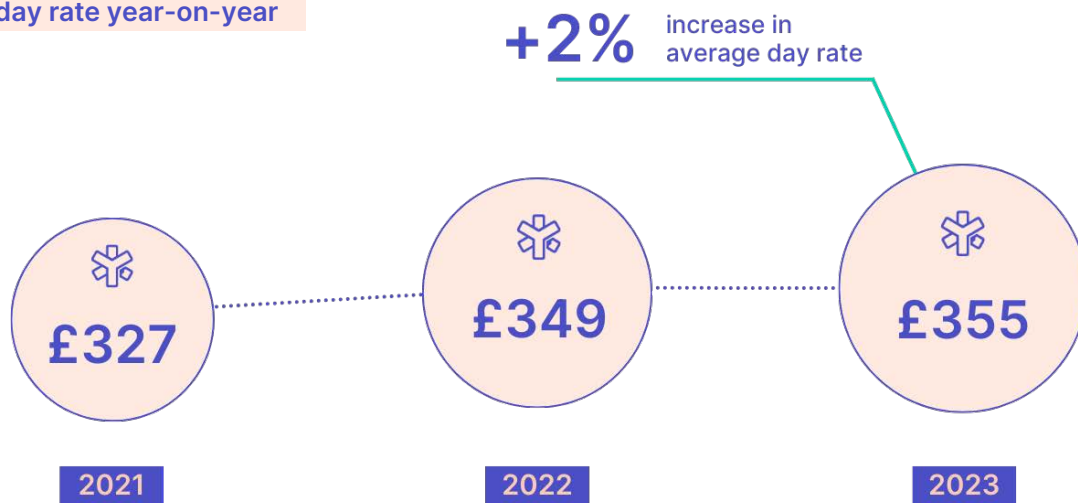 day rate year-on-year
+2%
increase in
average day rate
£327
£349
£355
2021
2022
2023